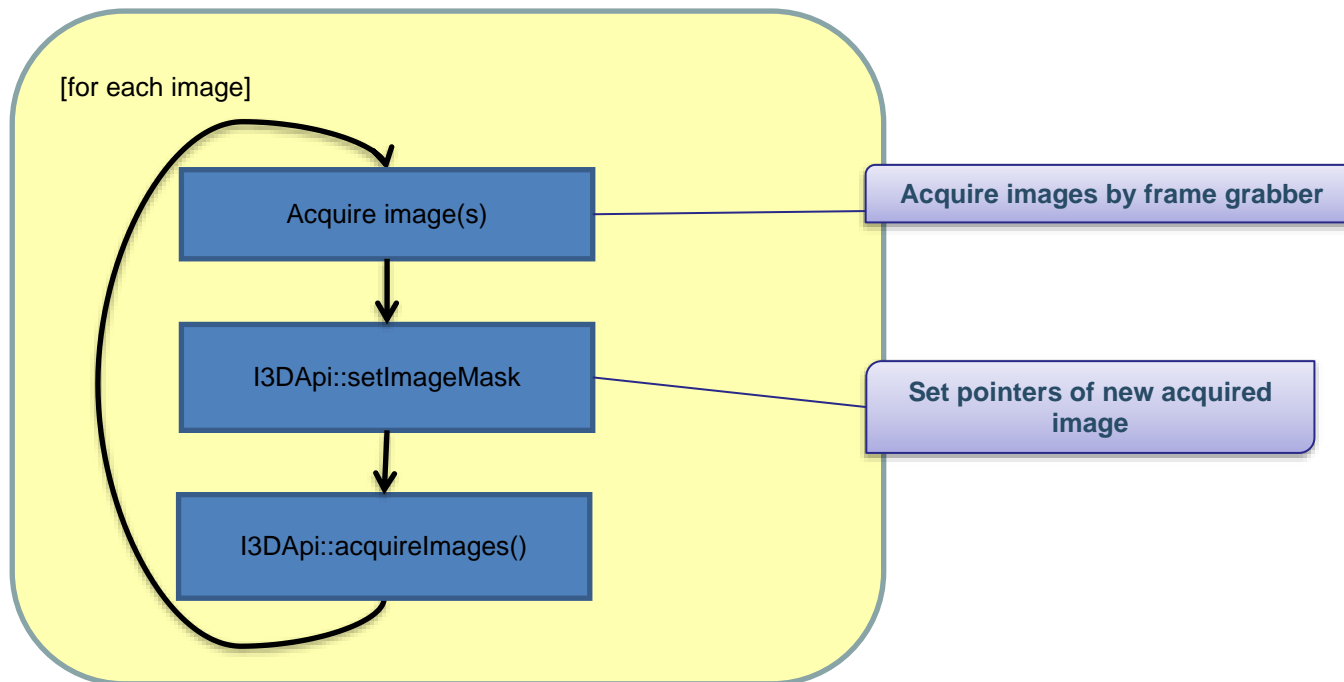 [for each image]
Acquire image(s)
Acquire images by frame grabber
I3DApi::setImageMask
Set pointers of new acquired
image
I3DApi::acquireImages()